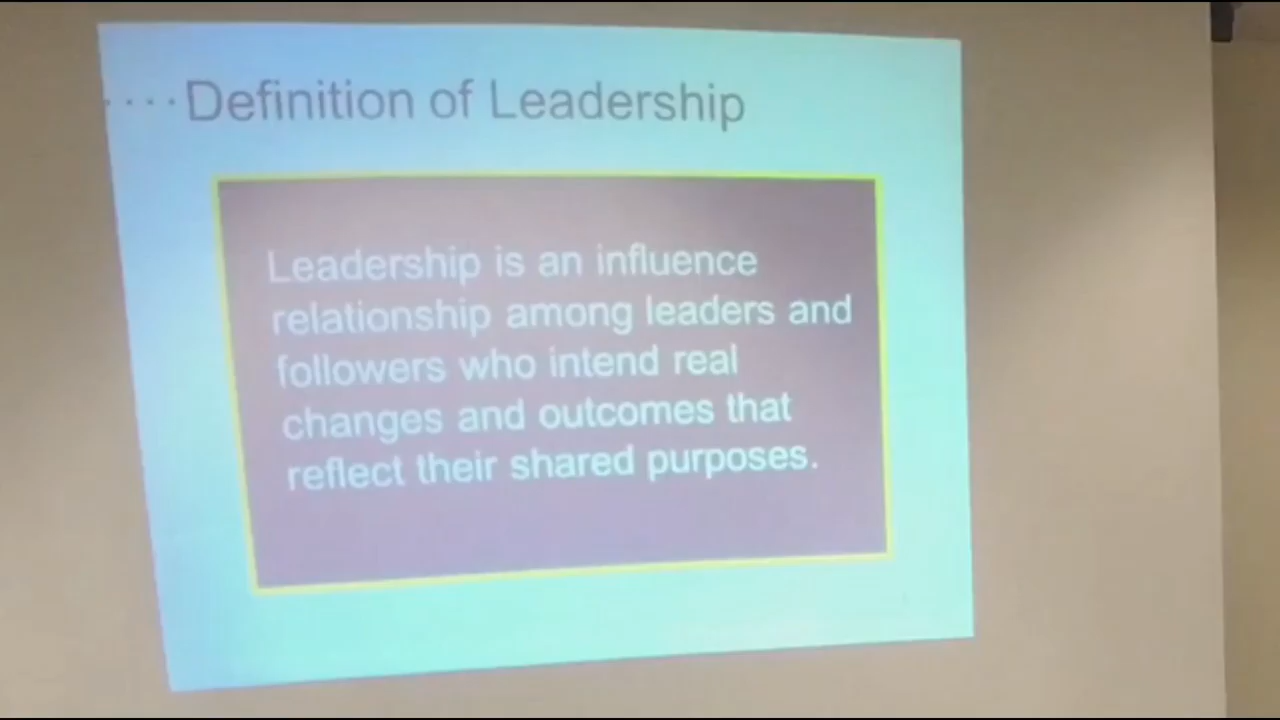 ....Definition of Leadership
Leadership is an influence
relationship among leaders and
followers who intend real
changes and outcomes that
reflect their shared purposes.